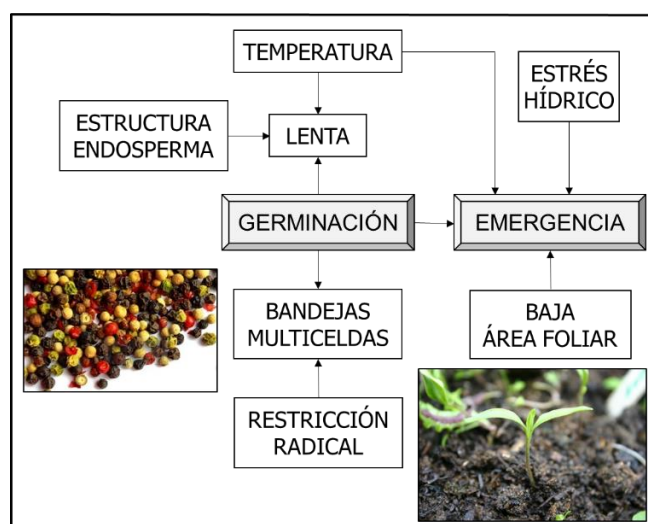 TEMPERATURA
ESTRÉS
HÍDRICO
ESTRUCTURA
ENDOSPERMA
LENTA
GERMINACIÓN
EMERGENCIA
BANDEJAS
MULTICELDAS
BAJA
ÁREA FOLIAR
RESTRICCIÓN
RADICAL